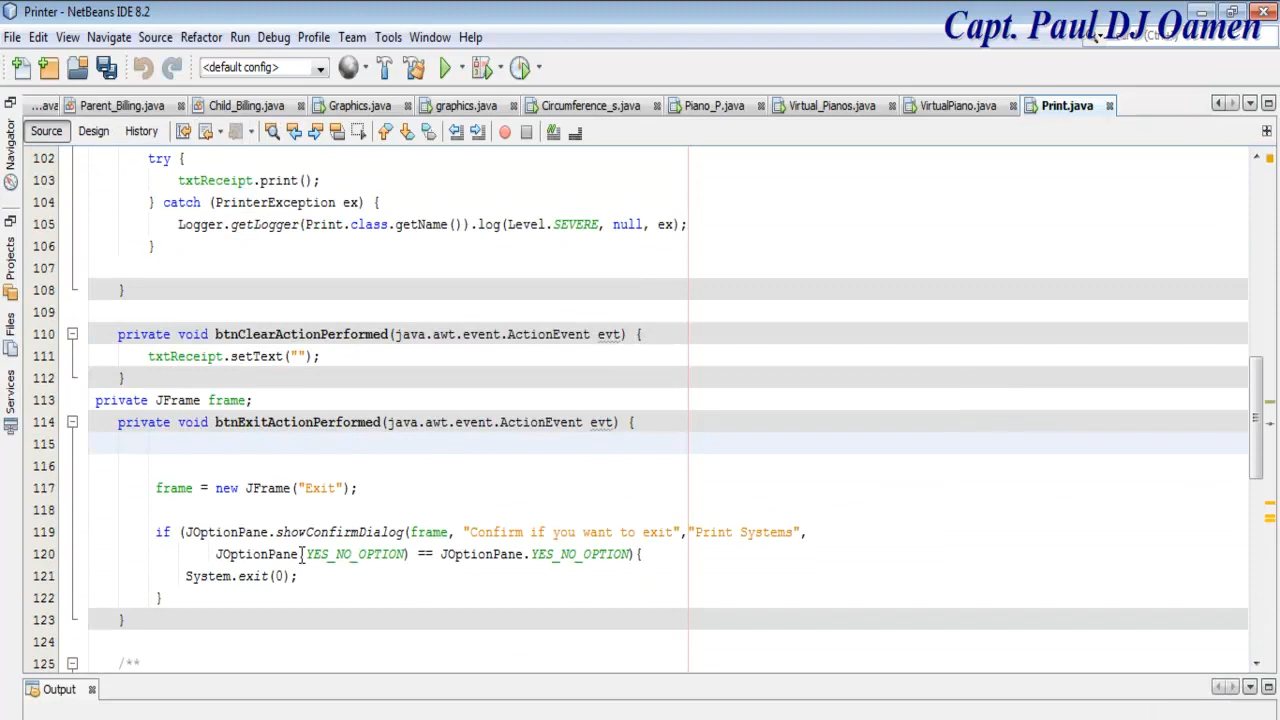 Printer - NetBeans IDE 8.2
Capt. Paul DJ Oamen
File Edit View Navigate Source Refactor Run Debug Profile Team Tools Window Help
<default config>
...ava Parent_Billing.java Child_Billing.java Graphics.java graphics.java Circumference_s.java Piano_P.java Virtual_Pianos.java VirtualPiano.java Print.java
Source Design History
Navigator
Projects
Files
Services
102 try {
103 txtReceipt.print();
104 } catch (PrinterException ex) {
105 Logger.getLogger(Print.class.getName()).log(Level.SEVERE, null, ex);
106 }
107
108 }
109
110 private void btnClearActionPerformed(java.awt.event.ActionEvent evt) {
111 txtReceipt.setText("");
112 }
113 private JFrame frame;
114 private void btnExitActionPerformed(java.awt.event.ActionEvent evt) {
115
116
117 frame = new JFrame("Exit");
118
119 if (JOptionPane.showConfirmDialog(frame, "Confirm if you want to exit","Print Systems",
120 JOptionPane.YES_NO_OPTION) == JOptionPane.YES_NO_OPTION){
121 System.exit(0);
122 }
123 }
124
125 /**
Output